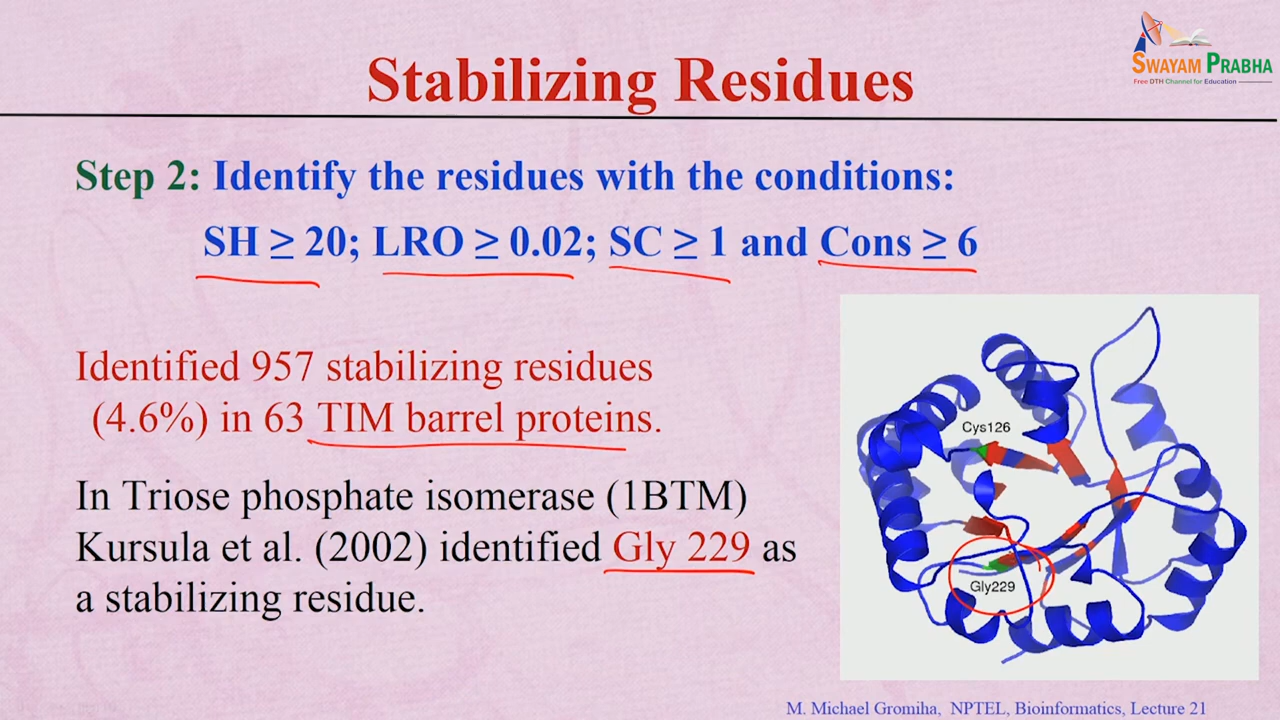 SWAYAM PRABHA
Free DTH Channel for Education
Stabilizing Residues
Step 2: Identify the residues with the conditions:
SH ≥ 20; LRO ≥ 0.02; SC ≥ 1 and Cons ≥ 6
Identified 957 stabilizing residues
(4.6%) in 63 TIM barrel proteins.
In Triose phosphate isomerase (1BTM)
Kursula et al. (2002) identified Gly 229 as
a stabilizing residue.
Cys126
Gly229
M. Michael Gromiha, NPTEL, Bioinformatics, Lecture 21